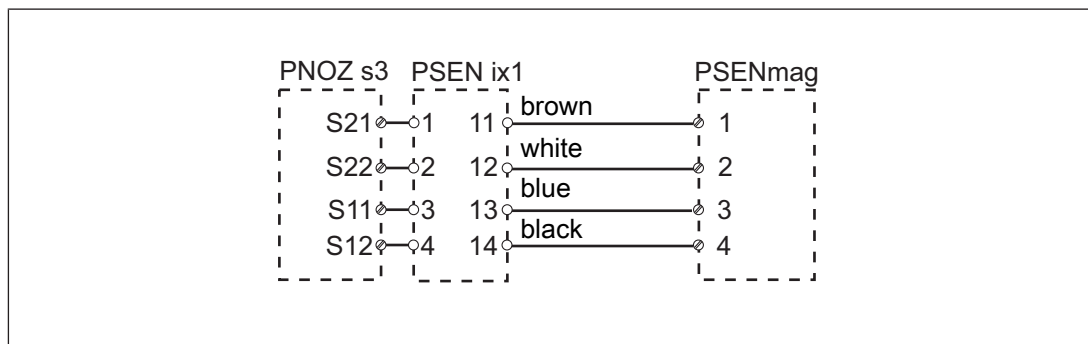 PNOZ s3 PSEN ix1 PSENmag
brown
S21 1 11 1
white
S22 2 12 2
blue
S11 3 13 3
black
S12 4 14 4